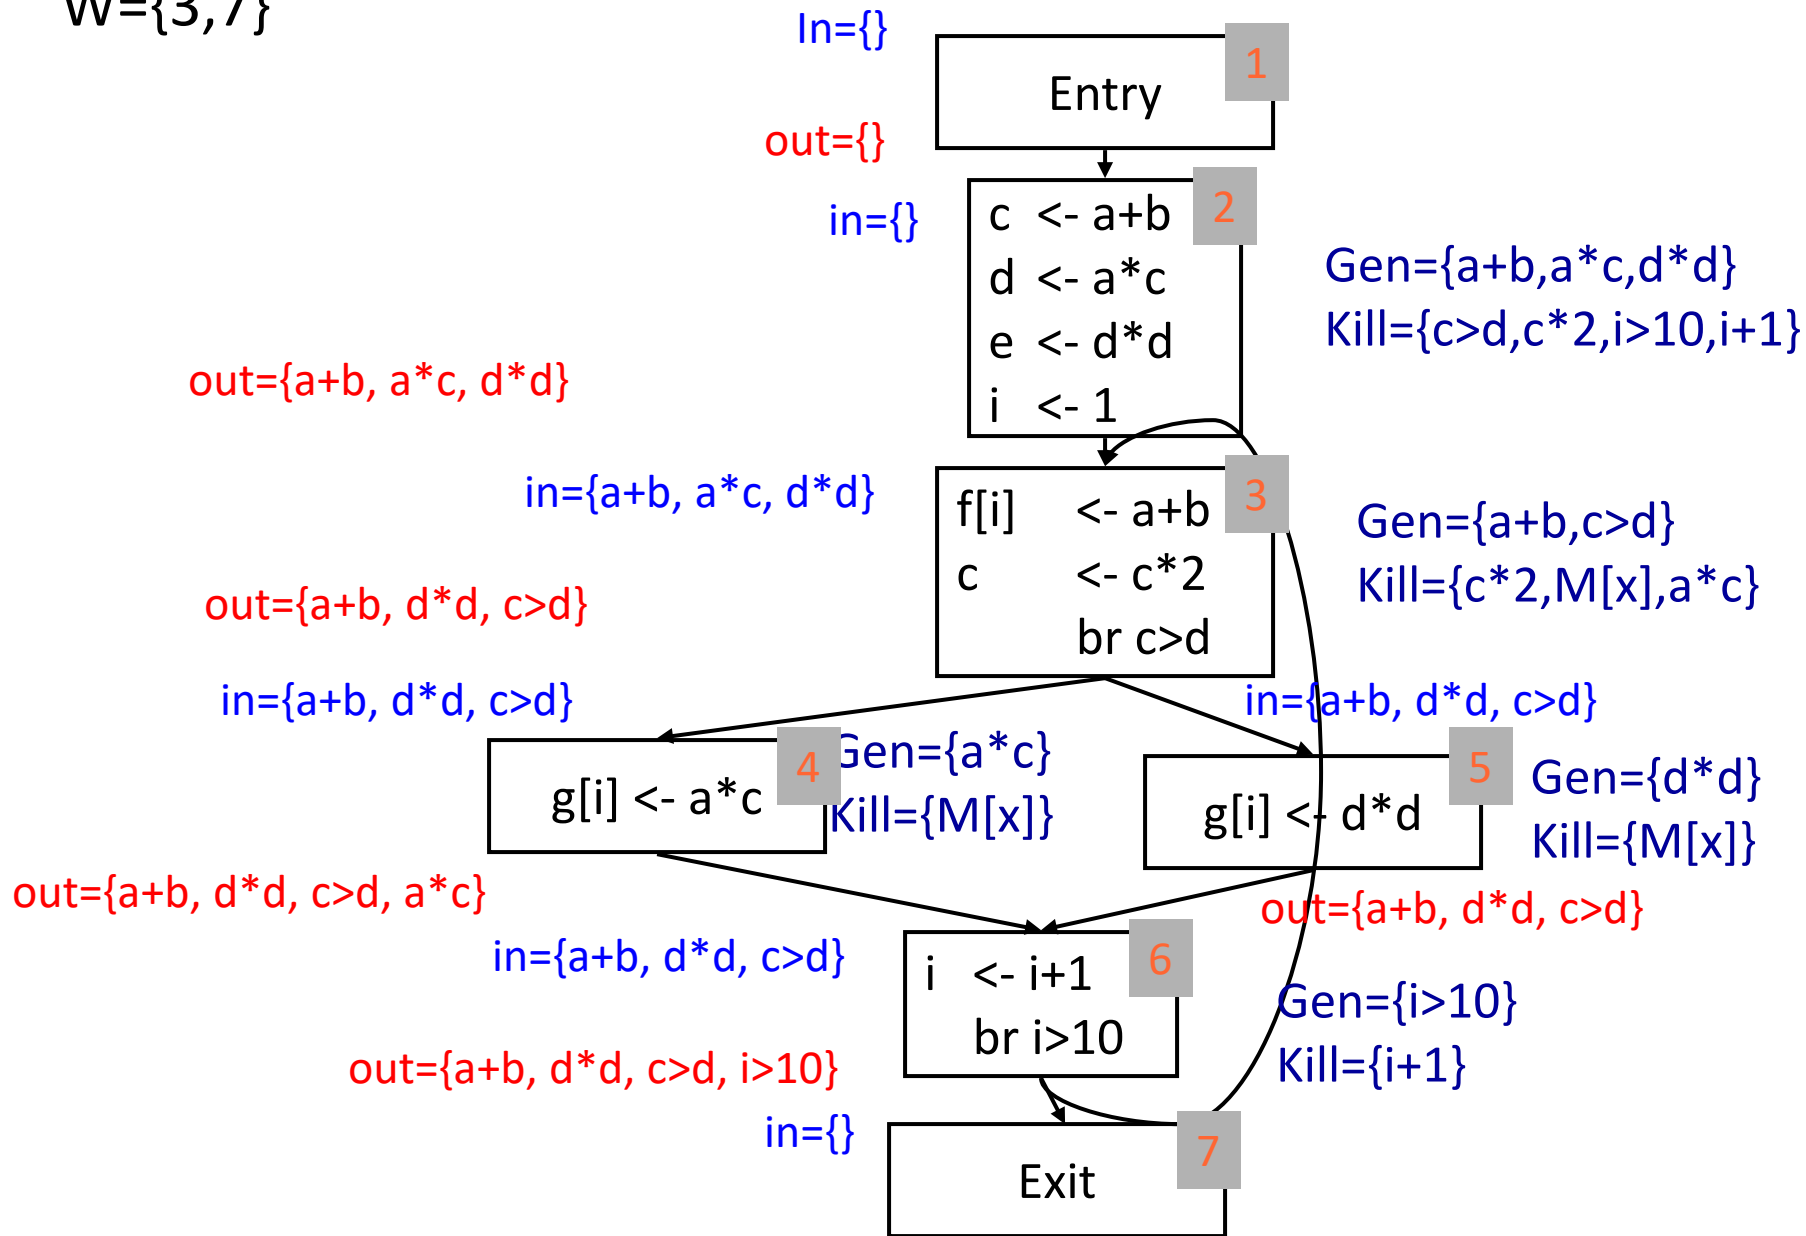 W={3,7}
In={}
1
Entry
out={}
2
in={}
c <- a+b
d <- a*c
e <- d*d
i <- 1
Gen={a+b,a*c,d*d}
Kill={c>d,c*2,i>10,i+1}
out={a+b, a*c, d*d}
in={a+b, a*c, d*d}
3
f[i] <- a+b
c <- c*2
br c>d
Gen={a+b,c>d}
Kill={c*2,M[x],a*c}
out={a+b, d*d, c>d}
in={a+b, d*d, c>d}
in={a+b, d*d, c>d}
4
g[i] <- a*c
Gen={a*c}
Kill={M[x]}
5
g[i] <- d*d
Gen={d*d}
Kill={M[x]}
out={a+b, d*d, c>d, a*c}
out={a+b, d*d, c>d}
in={a+b, d*d, c>d}
6
i <- i+1
br i>10
Gen={i>10}
Kill={i+1}
out={a+b, d*d, c>d, i>10}
in={}
7
Exit